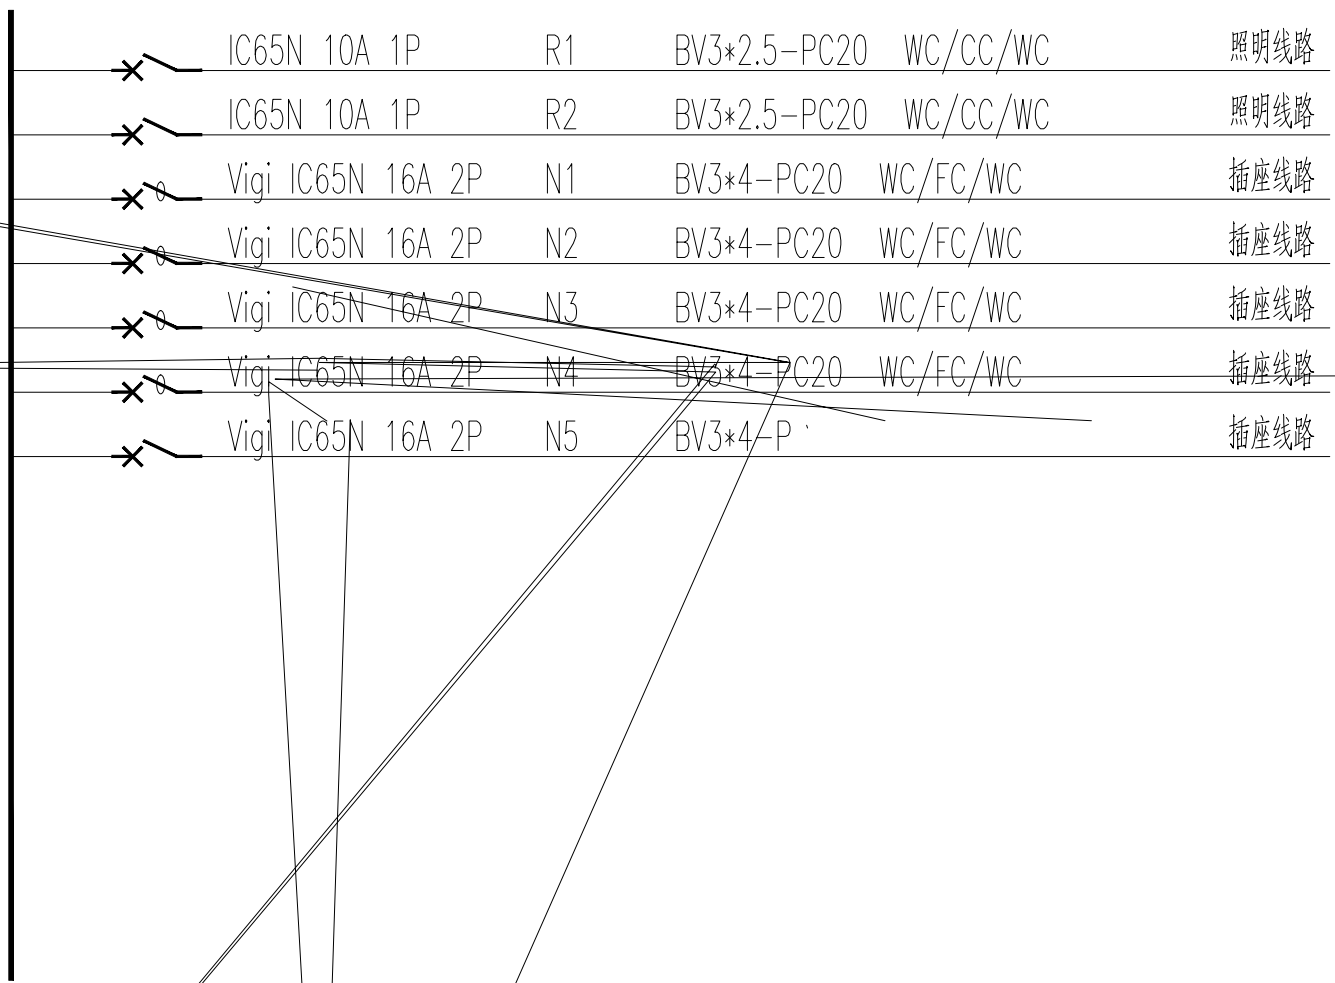 IC65N 10A 1P R1 BV3*2.5-PC20 WC/CC/WC 照明线路
IC65N 10A 1P R2 BV3*2.5-PC20 WC/CC/WC 照明线路
Vigi IC65N 16A 2P N1 BV3*4-PC20 WC/FC/WC 插座线路
Vigi IC65N 16A 2P N2 BV3*4-PC20 WC/FC/WC 插座线路
Vigi IC65N 16A 2P N3 BV3*4-PC20 WC/FC/WC 插座线路
Vigi IC65N 16A 2P N4 BV3*4-PC20 WC/FC/WC 插座线路
Vigi IC65N 16A 2P N5 BV3*4-P 插座线路